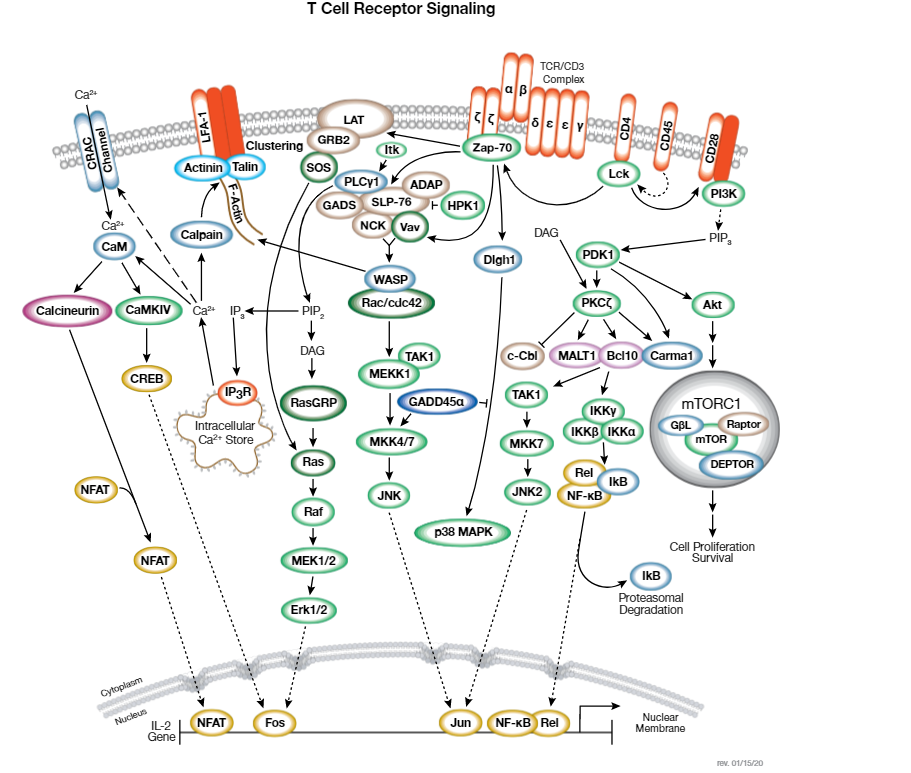 T Cell Receptor Signaling
TCR/CD3
Complex
Ca²⁺
CRAC
Channel
LFA-1
Clustering
Actinin
Talin
F-Actin
Calpain
LAT
GRB2
SOS
Itk
PLCγ1
ADAP
GADS
SLP-76
HPK1
NCK
Vav
α
β
ζ
ζ
δ
ε
ε
γ
Zap-70
CD4
CD45
CD28
Lck
PI3K
PIP₃
DAG
PDK1
Dlgh1
Ca²⁺
CaM
WASP
Rac/cdc42
Calcineurin
CaMKIV
Ca²⁺
IP₃
PIP₂
PKCζ
Akt
DAG
TAK1
MEKK1
c-Cbl
MALT1
Bcl10
Carma1
CREB
IP3R
Intracellular
Ca²⁺ Store
RasGRP
GADD45α
TAK1
IKKγ
IKKβ
IKKα
mTORC1
GβL
Raptor
mTOR
DEPTOR
MKK4/7
MKK7
Ras
Rel
NF-κB
IkB
NFAT
JNK
JNK2
Raf
p38 MAPK
Cell Proliferation
Survival
NFAT
MEK1/2
IkB
Proteasomal
Degradation
Erk1/2
Cytoplasm
Nucleus
IL-2
Gene
NFAT
Fos
Jun
NF-κB
Rel
Nuclear
Membrane
rev. 01/15/20